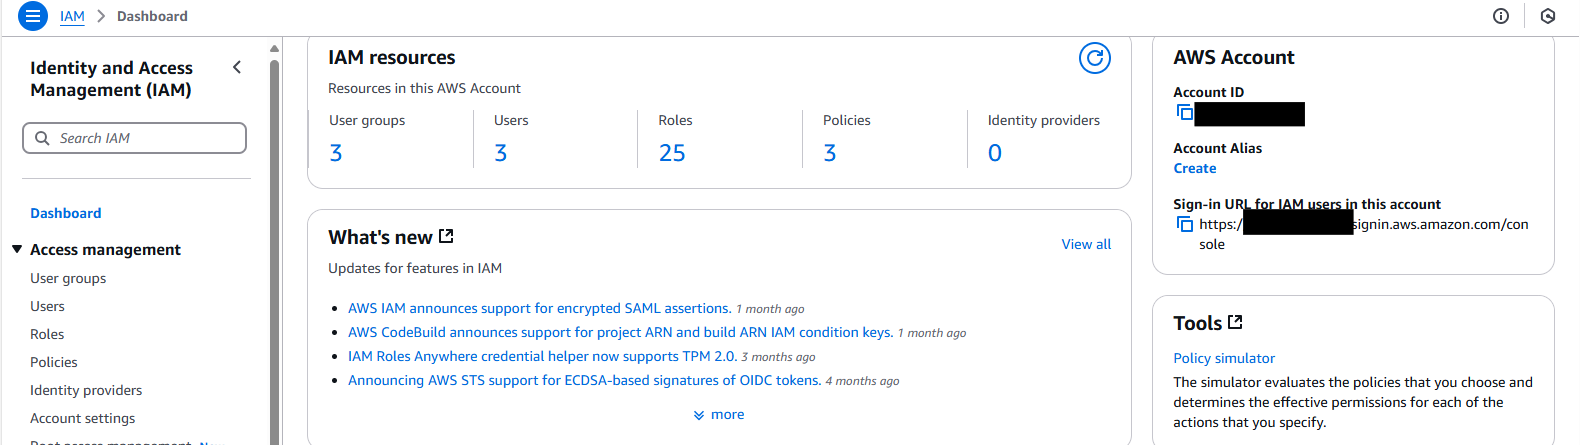 IAM > Dashboard
Identity and Access
Management (IAM)
Search IAM
Dashboard
Access management
User groups
Users
Roles
Policies
Identity providers
Account settings
IAM resources
Resources in this AWS Account
User groups
3
Users
3
Roles
25
Policies
3
Identity providers
0
What's new
View all
Updates for features in IAM
AWS IAM announces support for encrypted SAML assertions. 1 month ago
AWS CodeBuild announces support for project ARN and build ARN IAM condition keys. 1 month ago
IAM Roles Anywhere credential helper now supports TPM 2.0. 3 months ago
Announcing AWS STS support for ECDSA-based signatures of OIDC tokens. 4 months ago
more
AWS Account
Account ID
Account Alias
Create
Sign-in URL for IAM users in this account
https:/ signin.aws.amazon.com/con
sole
Tools
Policy simulator
The simulator evaluates the policies that you choose and
determines the effective permissions for each of the
actions that you specify.